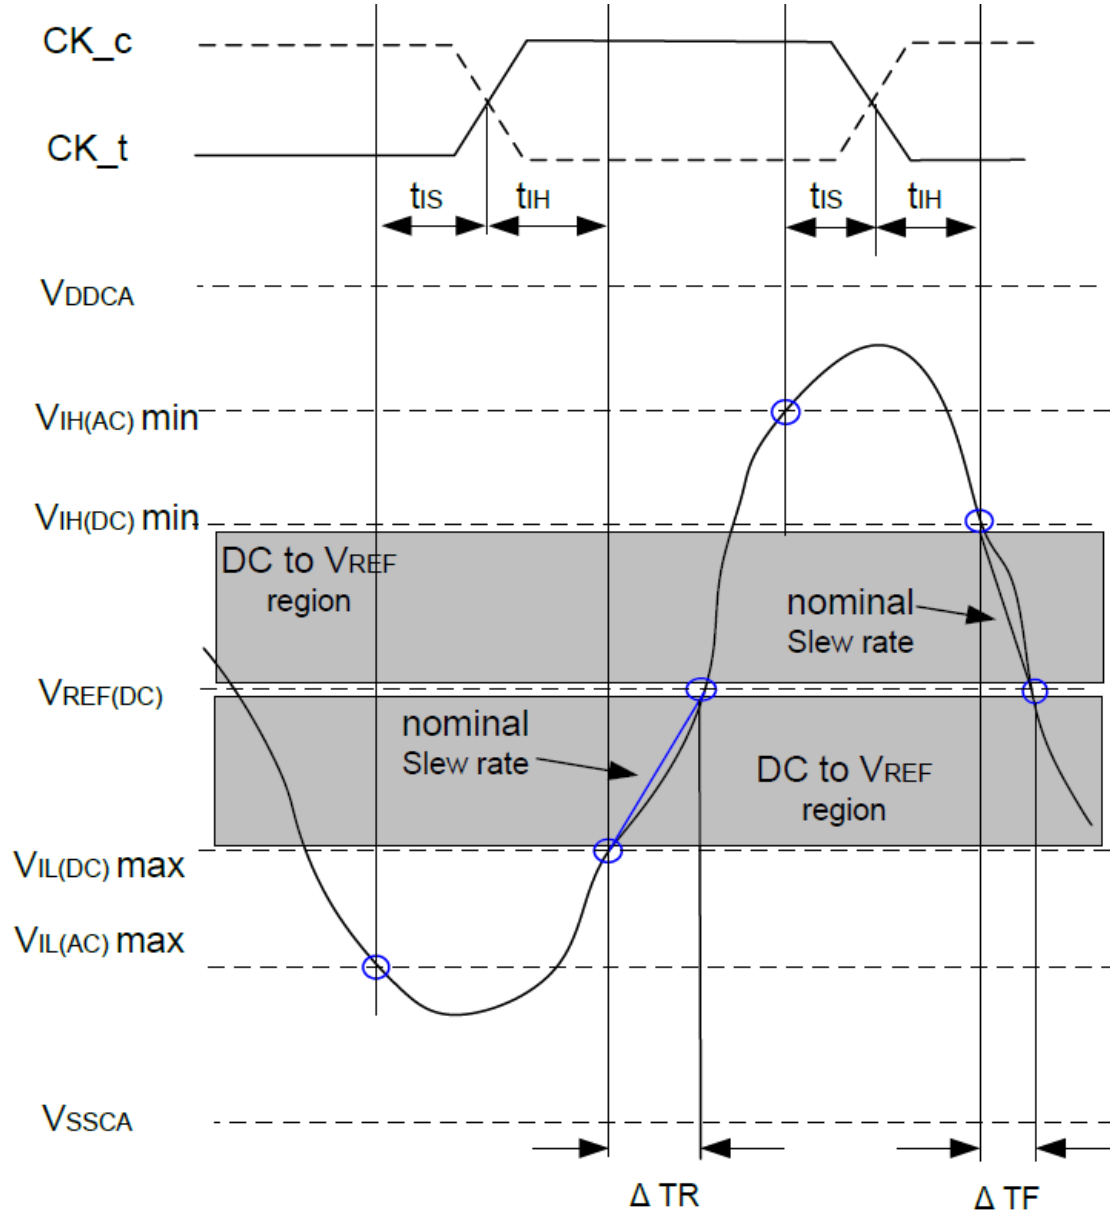 CK_c
CK_t
tIS
tIH
tIS
tIH
VDDCA
VIH(AC) min
VIH(DC) min
DC to VREF
region
nominal
Slew rate
VREF(DC)
nominal
Slew rate
DC to VREF
region
VIL(DC) max
VIL(AC) max
VSSCA
Δ TR
Δ TF